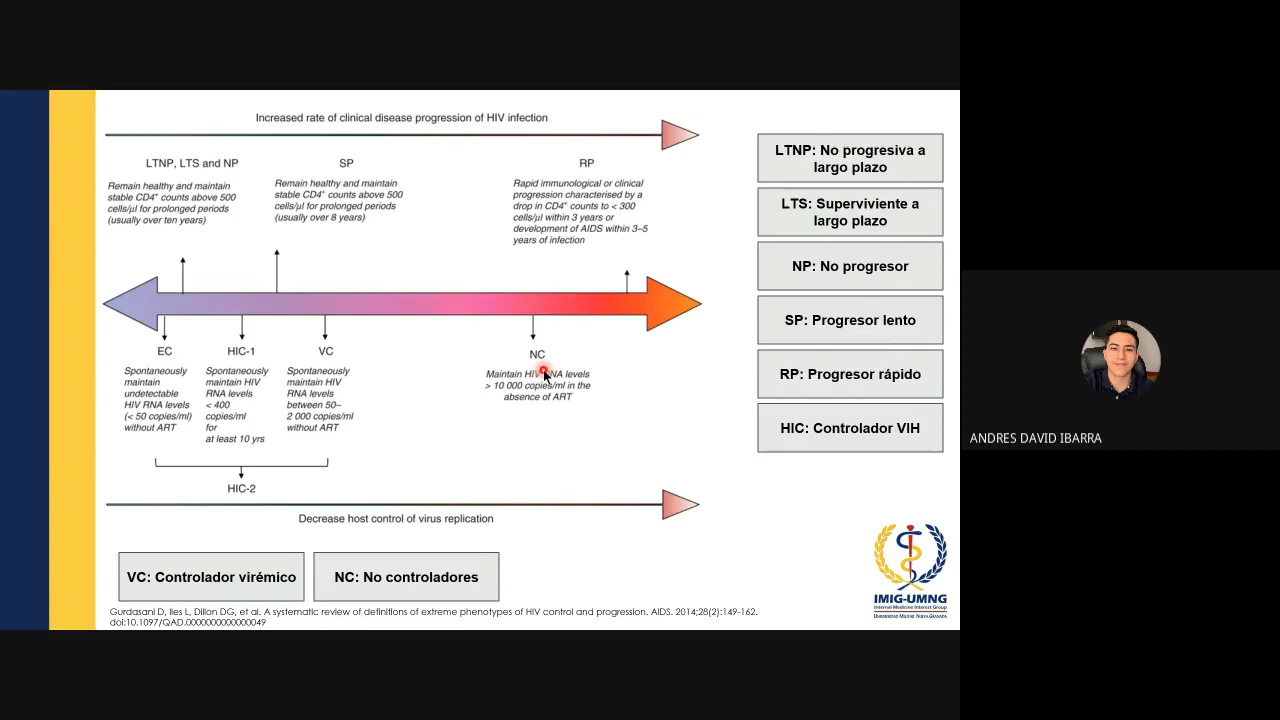 Increased rate of clinical disease progression of HIV infection
LTNP, LTS and NP
Remain healthy and maintain
stable CD4+ counts above 500
cells/µl for prolonged periods
(usually over ten years)
SP
Remain healthy and maintain
stable CD4+ counts above 500
cells/µl for prolonged periods
(usually over 8 years)
RP
Rapid immunological or clinical
progression characterised by a
drop in CD4+ counts to < 300
cells/µl within 3 years or
development of AIDS within 3–5
years of infection
EC
Spontaneously
maintain
undetectable
HIV RNA levels
(< 50 copies/ml)
without ART
HIC-1
Spontaneously
maintain HIV
RNA levels
< 400
copies/ml
for
at least 10 yrs
VC
Spontaneously
maintain HIV
RNA levels
between 50–
2 000 copies/ml
without ART
NC
Maintain HIV RNA levels
> 10 000 copies/ml in the
absence of ART
HIC-2
Decrease host control of virus replication
LTNP: No progresiva a
largo plazo
LTS: Superviviente a
largo plazo
NP: No progresor
SP: Progresor lento
RP: Progresor rápido
HIC: Controlador VIH
VC: Controlador virémico
NC: No controladores
Gurdasani D, Iles L, Dillon DG, et al. A systematic review of definitions of extreme phenotypes of HIV control and progression. AIDS. 2014;28(2):149-162.
IMIG-UMNG
Internal Medicine Interest Group
Universidad Militar Nueva Granada
ANDRES DAVID IBARRA